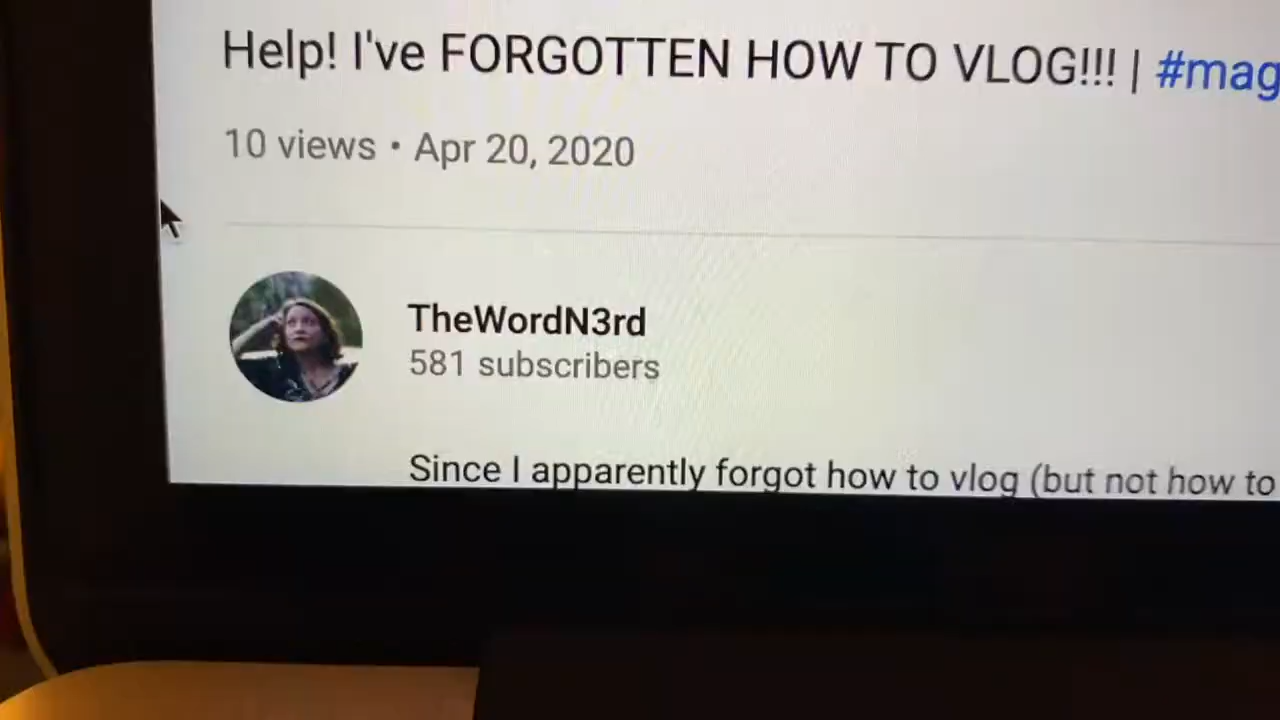 Help! I've FORGOTTEN HOW TO VLOG!!! | #mag
10 views • Apr 20, 2020
TheWordN3rd
581 subscribers
Since I apparently forgot how to vlog (but not how to